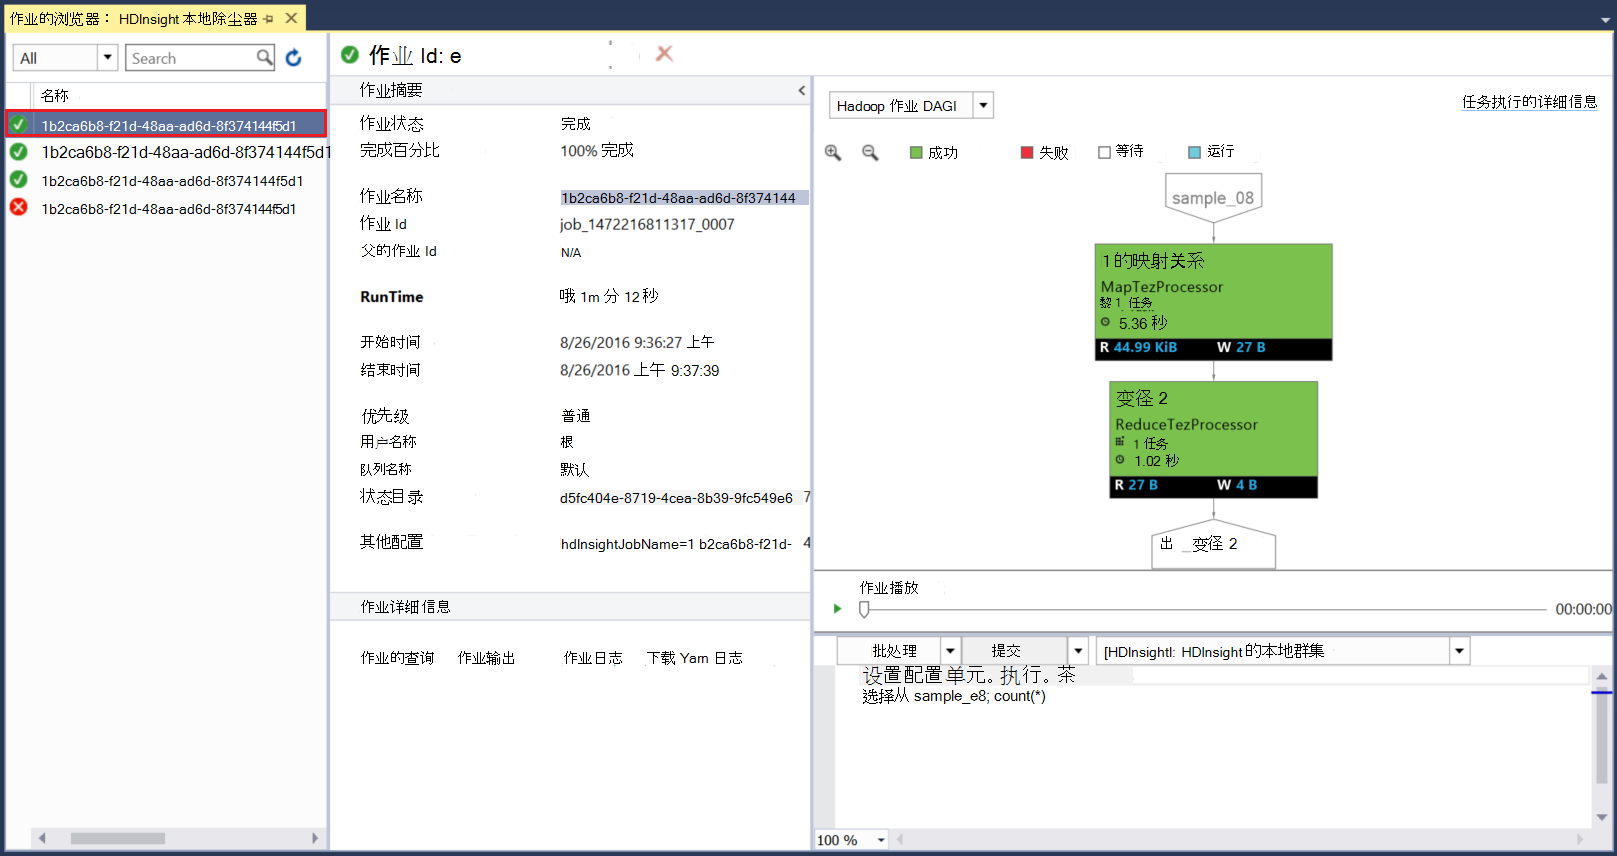 作业的浏览器： HDInsight 本地除尘器
All
Search
名称
1b2ca6b8-f21d-48aa-ad6d-8f374144f5d1
1b2ca6b8-f21d-48aa-ad6d-8f374144f5d1
1b2ca6b8-f21d-48aa-ad6d-8f374144f5d1
1b2ca6b8-f21d-48aa-ad6d-8f374144f5d1
作业 Id: e
作业摘要
作业状态 完成
完成百分比 100% 完成
作业名称 1b2ca6b8-f21d-48aa-ad6d-8f374144
作业 Id job_1472216811317_0007
父的作业 Id N/A
RunTime 哦 1m 分 12 秒
开始时间 8/26/2016 9:36:27 上午
结束时间 8/26/2016 上午 9:37:39
优先级 普通
用户名称 根
队列名称 默认
状态目录 d5fc404e-8719-4cea-8b39-9fc549e6 7
其他配置 hdInsightJobName=1 b2ca6b8-f21d- 4
作业详细信息
作业的查询 作业输出 作业日志 下载 Yarn 日志
Hadoop 作业 DAGI
任务执行的详细信息
成功 失败 等待 运行
sample_08
1 的映射关系
MapTezProcessor
黎 1 任务
5.36 秒
R 44.99 KiB W 27 B
变径 2
ReduceTezProcessor
1 任务
1.02 秒
R 27 B W 4 B
出 _变径 2
作业播放
00:00:00
批处理 提交 [HDInsightl: HDInsight 的本地群集
设置配置单元。执行。茶
选择从 sample_e8; count(*)
100 %